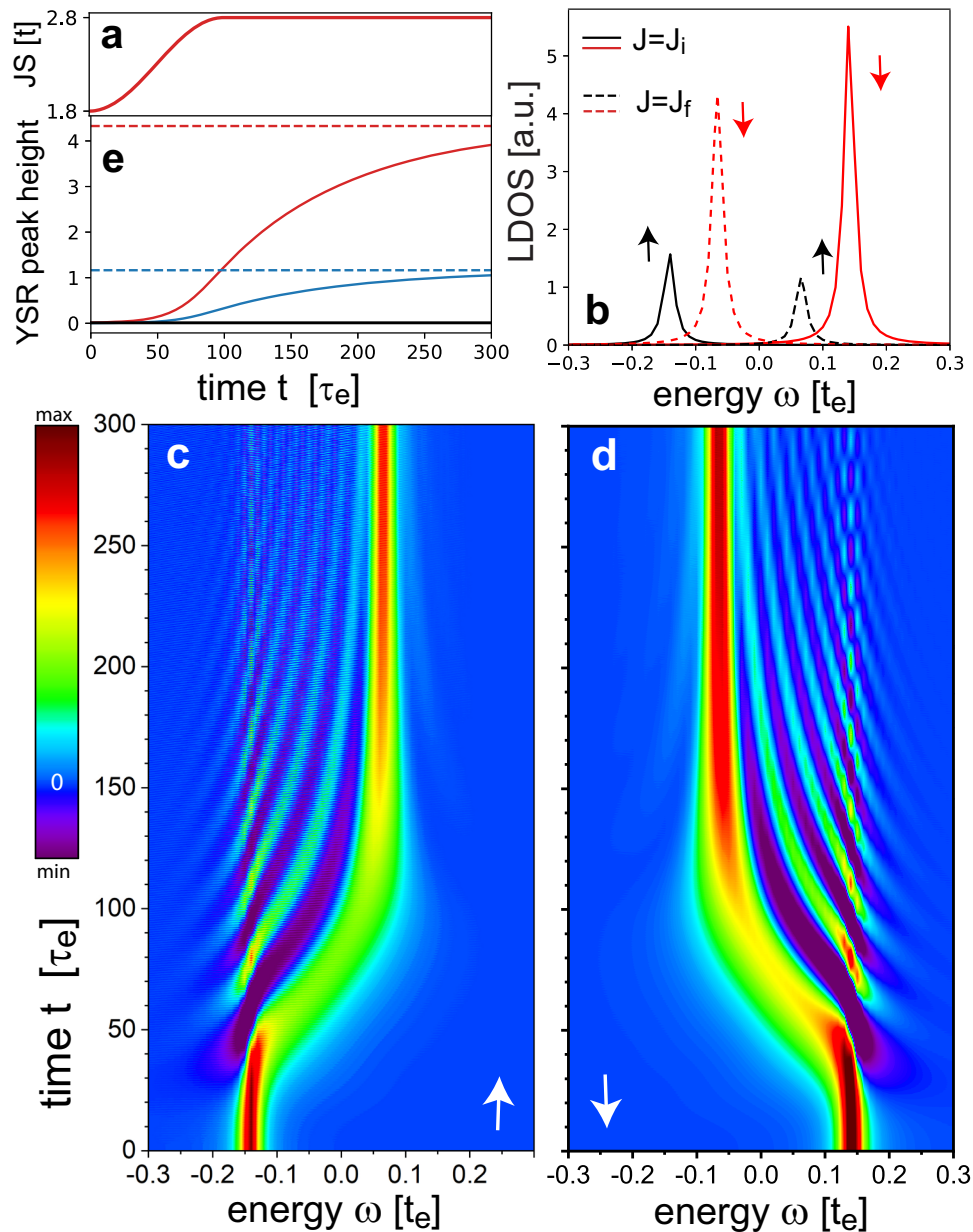 a
JS [t]
2.8
1.8
e
YSR peak height
4
2
0
0 50 100 150 200 250 300
time t [τe]
b
LDOS [a.u.]
5
4
3
2
1
0
J=Ji
J=Jf
−0.3 −0.2 −0.1 0.0 0.1 0.2 0.3
energy ω [te]
max
0
min
c
time t [τe]
300
250
200
150
100
50
0
-0.3 -0.2 -0.1 0.0 0.1 0.2
energy ω [te]
d
-0.3 -0.2 -0.1 0.0 0.1 0.2 0.3
energy ω [te]